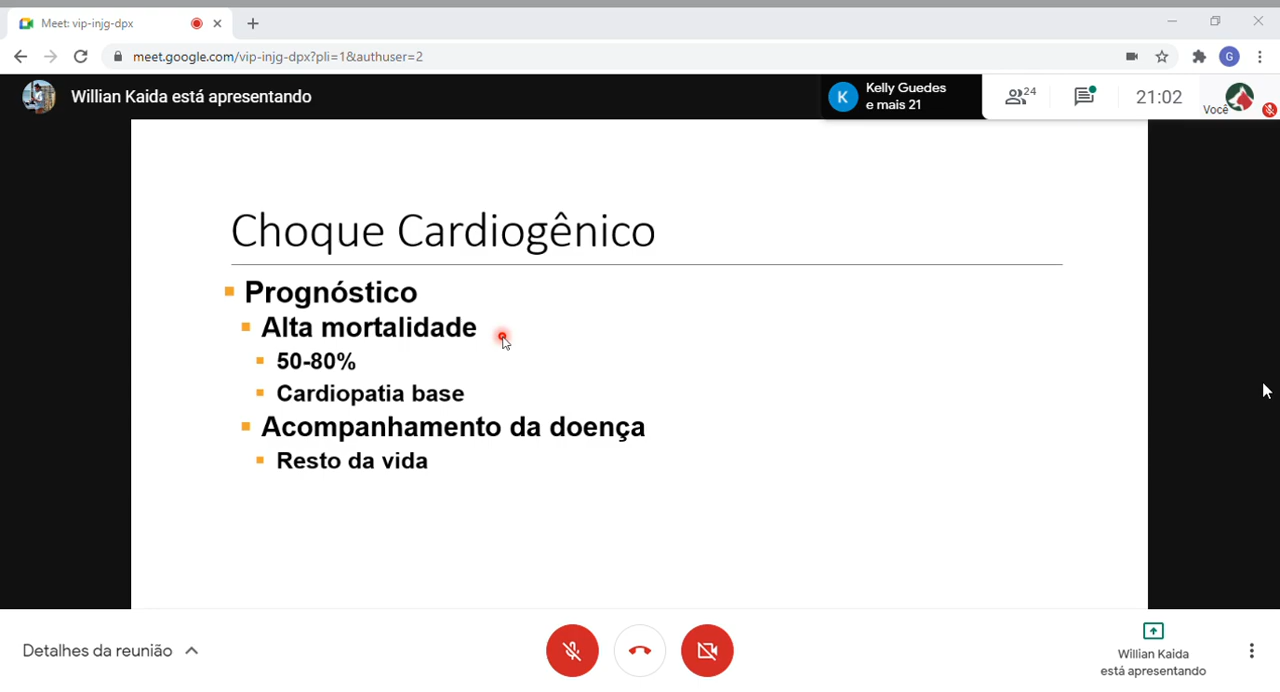 Meet: vip-injg-dpx
meet.google.com/vip-injg-dpx?pli=1&authuser=2
G
Willian Kaida está apresentando
K
Kelly Guedes
e mais 21
24
21:02
Você
Choque Cardiogênico
Prognóstico
Alta mortalidade
50-80%
Cardiopatia base
Acompanhamento da doença
Resto da vida
Detalhes da reunião
Willian Kaida
está apresentando